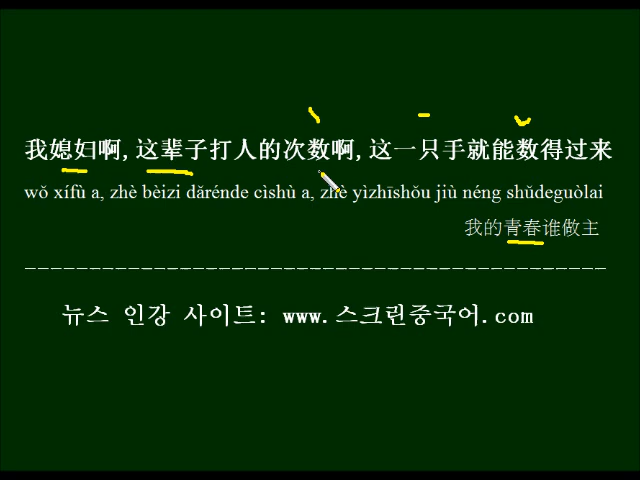 我媳妇啊,这辈子打人的次数啊,这一只手就能数得过来
wǒ xífù a, zhè bèizi dǎrénde cìshù a, zhè yìzhīshǒu jiù néng shǔdeguòlai
我的青春谁做主
뉴스 인강 사이트: www.스크린중국어.com